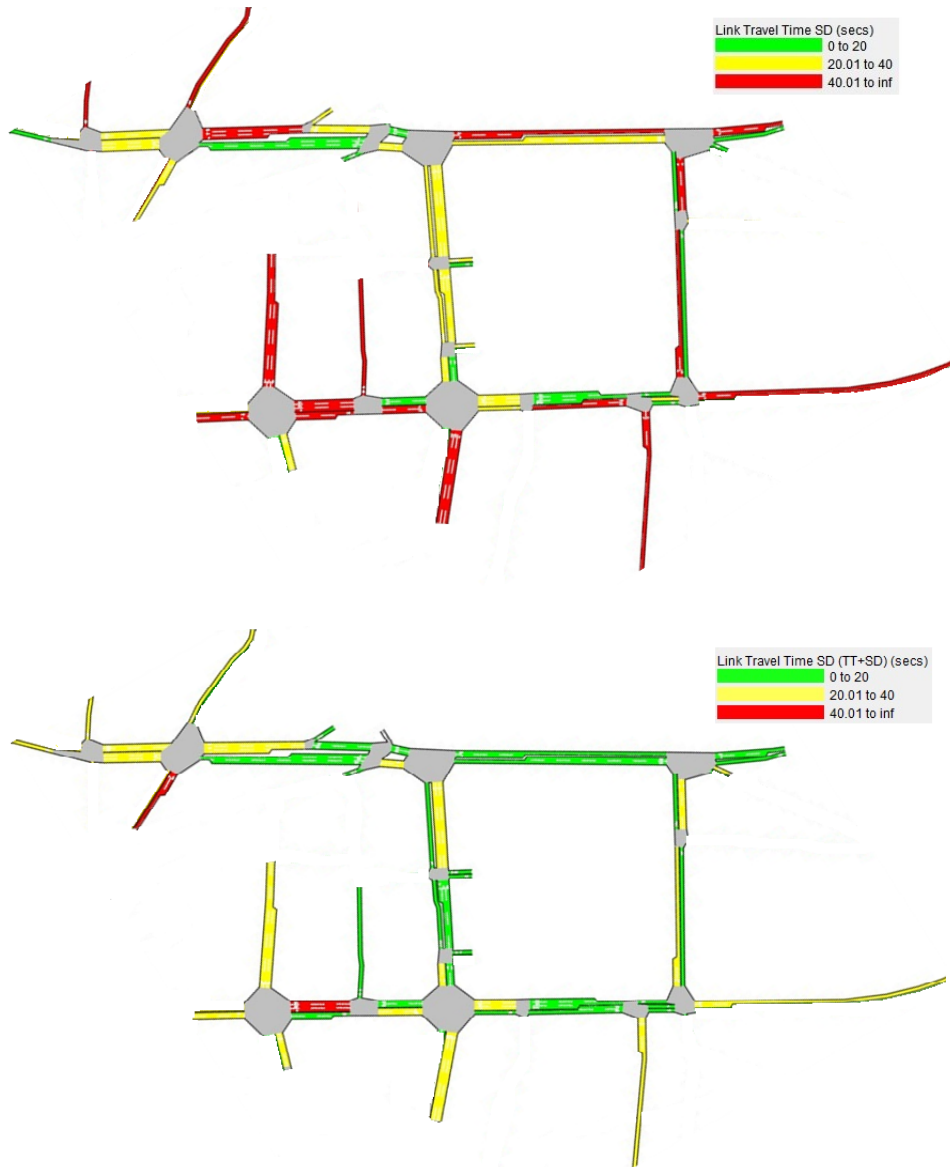 Link Travel Time SD (secs)
0 to 20
20.01 to 40
40.01 to inf
Link Travel Time SD (TT+SD) (secs)
0 to 20
20.01 to 40
40.01 to inf